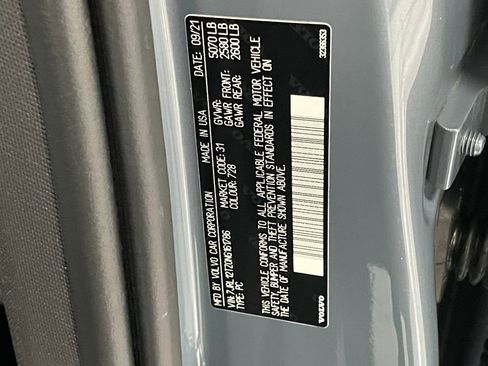 MFD. BY VOLVO CAR CORPORATION MADE IN USA DATE: 09/21
VIN: 7JRL12TZ0NG161786 MARKET CODE: 31 GVWR: 5070 LB
TYPE: PC COLOUR: 728 GAWR FRONT: 2580 LB
GAWR REAR: 2600 LB
THIS VEHICLE CONFORMS TO ALL APPLICABLE FEDERAL MOTOR VEHICLE
SAFETY, BUMPER AND THEFT PREVENTION STANDARDS IN EFFECT ON
THE DATE OF MANUFACTURE SHOWN ABOVE.
VOLVO